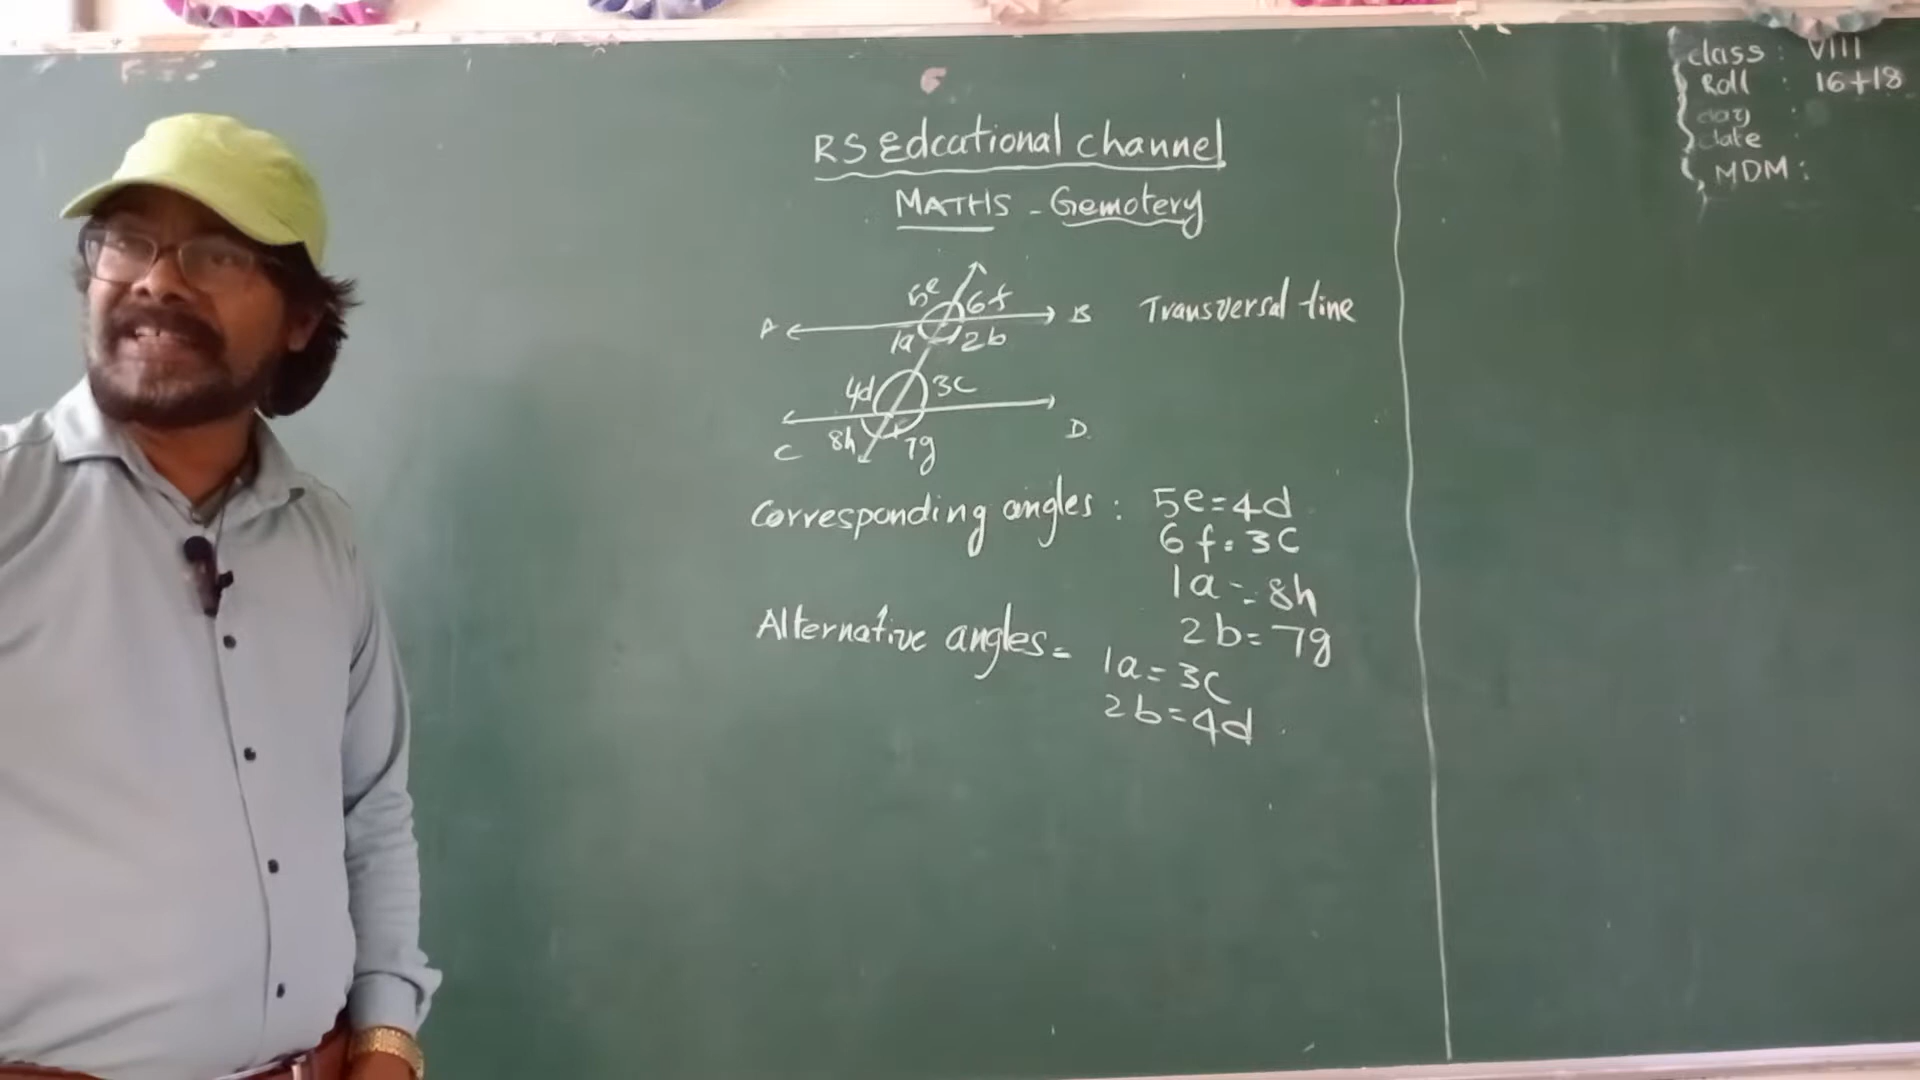 RS Edcational channel
MATHS - Gemotery
5e 6f
A B Transversal line
1a 2b
4d 3C
C 8h 7g D.
Corresponding angles : 5e=4d
6f=3C
1a=8h
2b=7g
Alternative angles= 1a=3C
2b=4d
class : VIII
Roll : 16+18
day :
date :
MDM :